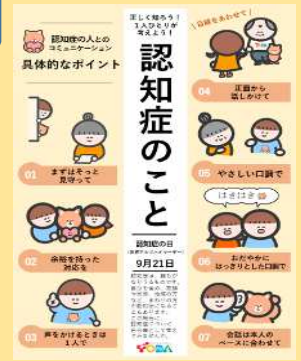 認知症の人との
コミュニケーション
具体的なポイント
01 まずはそっと
見守って
02 余裕を持った
対応を
03 声をかけるときは
1人で
正しく知ろう!
1人ひとりが
考えよう!
認知症のこと
認知症の日
9月21日
目線をあわせて!
04 正面から
話しかけて
05 やさしい口調で
はきはき
06 おだやかに
はっきりとした口調で
07 会話は本人の
ペースに合わせて